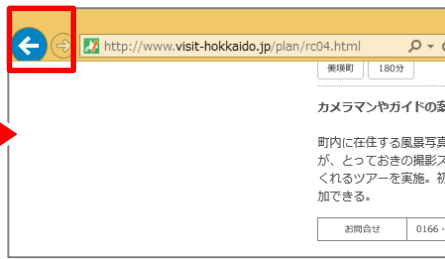 http://www.visit-hokkaido.jp/plan/rc04.html
美瑛町 180分
カメラマンやガイドの案
町内に在住する風景写真
が、とっておきの撮影ス
くれるツアーを実施。初
加できる。
お問合せ 0166・